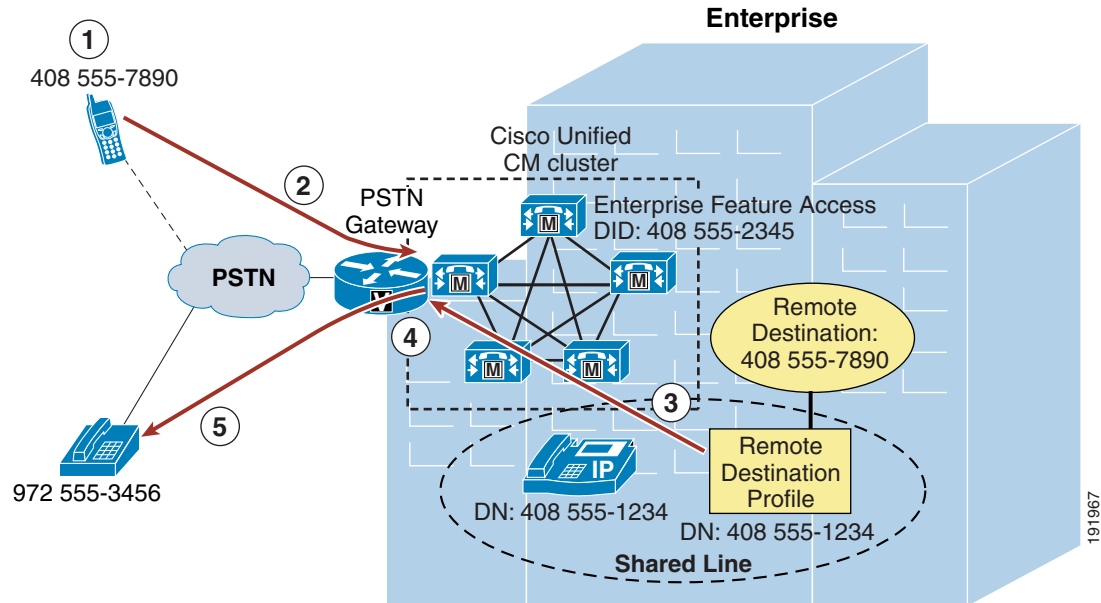 Enterprise
1
408 555-7890
Cisco Unified
CM cluster
2
PSTN
Gateway
Enterprise Feature Access
DID: 408 555-2345
M
M
M
M
M
PSTN
V
Remote
Destination:
408 555-7890
4
3
5
IP
Remote
Destination
Profile
972 555-3456
DN: 408 555-1234
DN: 408 555-1234
Shared Line
191967